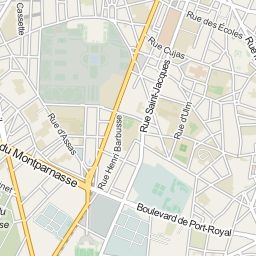 Cassette
Rue des Écoles
Rue Cujas
Rue Saint-Jacques
Rue d'Ulm
Rue d'Assas
Rue Henri Barbusse
du Montparnasse
Boulevard de Port-Royal